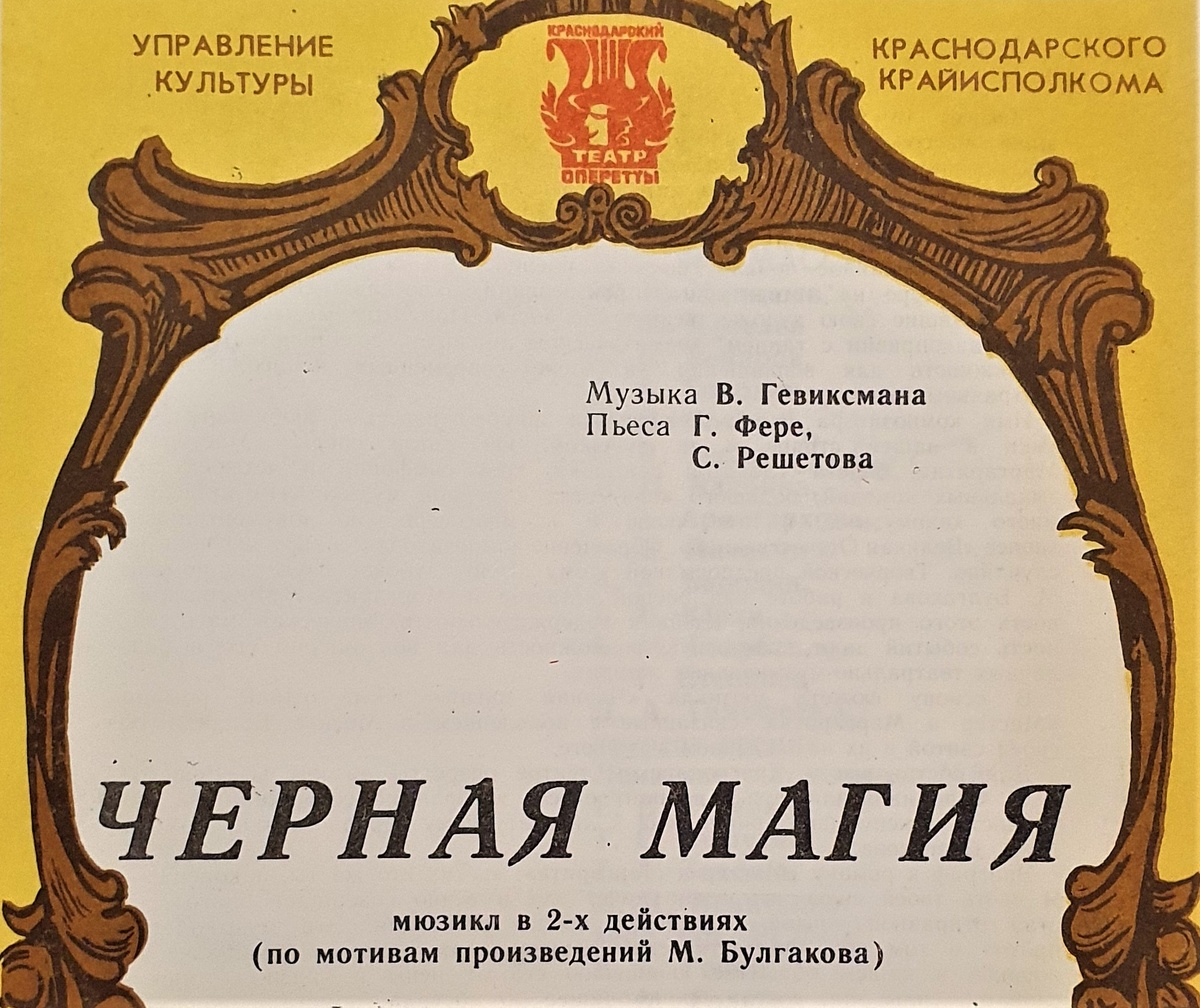 УПРАВЛЕНИЕ
КУЛЬТУРЫ
КРАСНОДАРСКОГО
КРАЙИСПОЛКОМА
КРАСНОДАРСКИЙ
ТЕАТР
ОПЕРЕТТЫ
Музыка В. Гевиксмана
Пьеса Г. Фере,
С. Решетова
ЧЕРНАЯ МАГИЯ
мюзикл в 2-х действиях
(по мотивам произведений М. Булгакова)